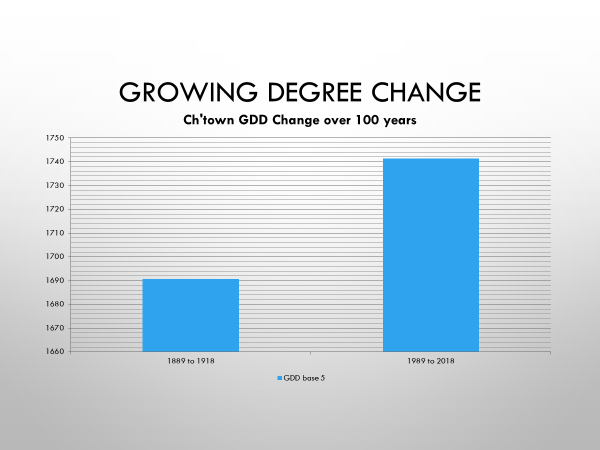 GROWING DEGREE CHANGE
Ch'town GDD Change over 100 years
1750
1740
1730
1720
1710
1700
1690
1680
1670
1660
1889 to 1918
1989 to 2018
GDD base 5